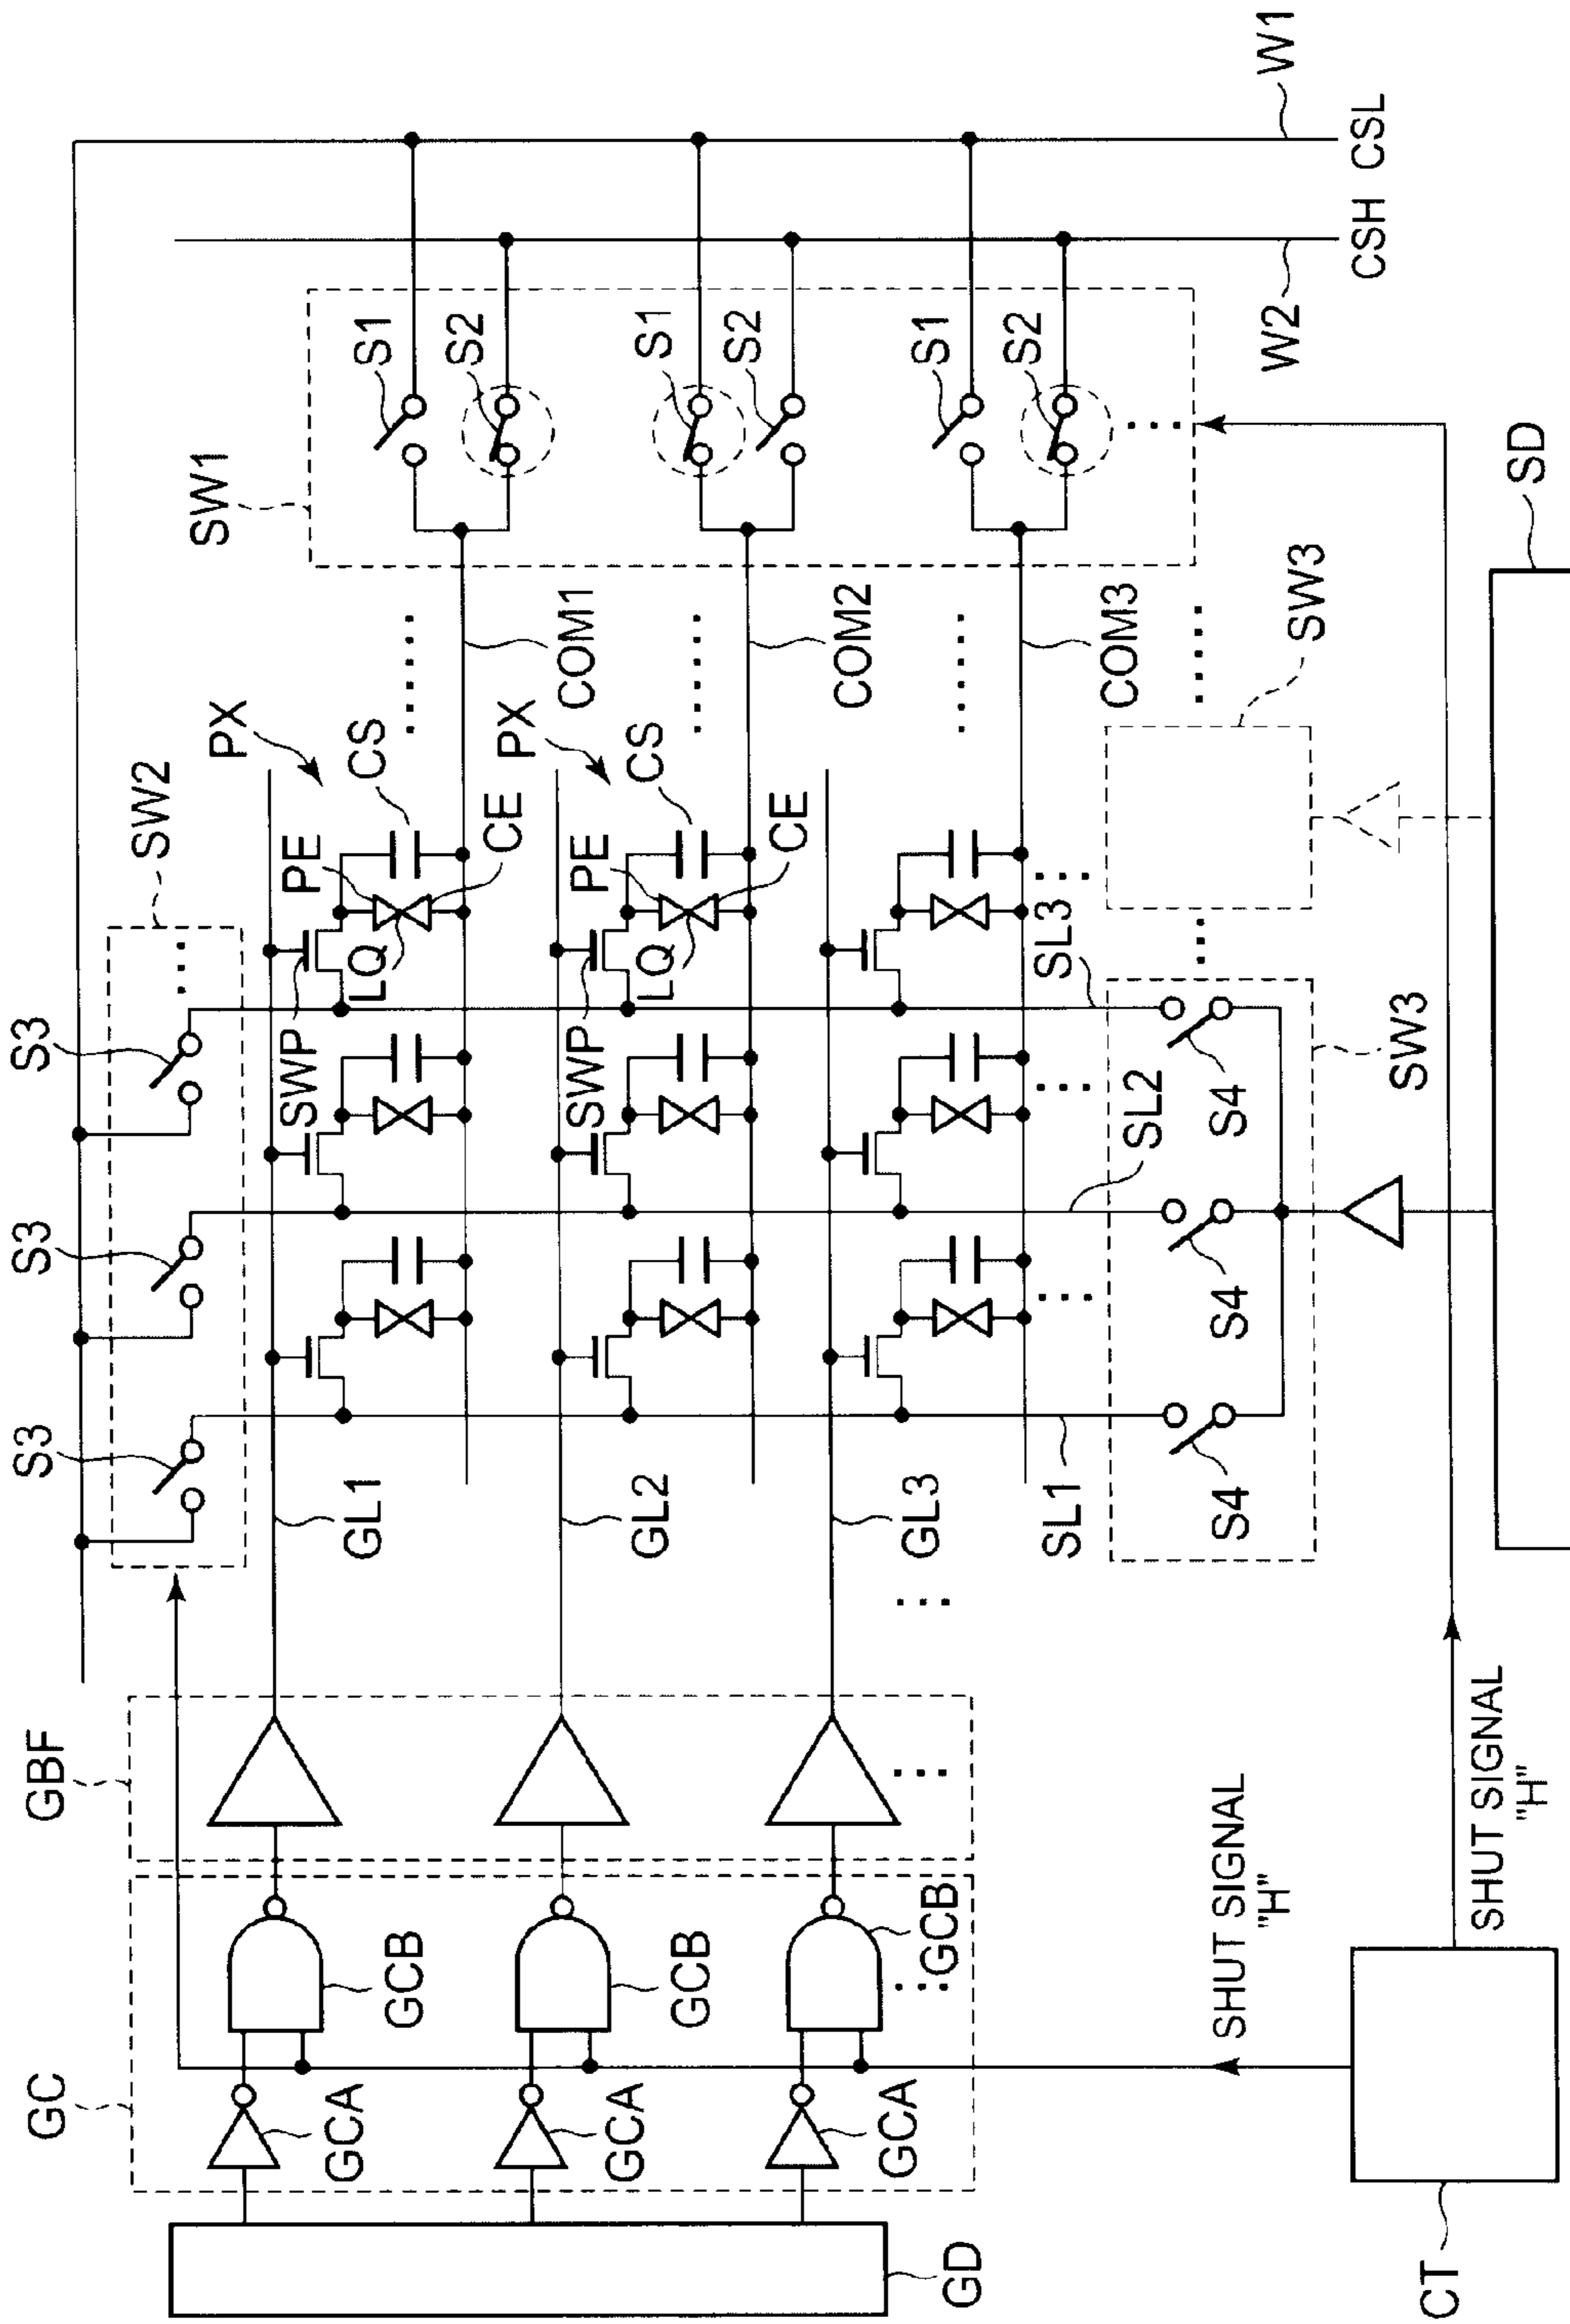 GC
GBF
S3
S3
S3
SW2
PX
SW1
GCA
GCB
GL1
SWP
LQ
PE
CE
CS
COM1
S1
S2
GCA
GCB
GL2
SWP
LQ
PE
CE
CS
PX
COM2
S1
S2
GCA
GCB
GL3
COM3
S1
S2
GD
SL1
SL2
SL3
S4
S4
S4
SW3
SW3
W2
W1
CSH
CSL
SHUT SIGNAL
"H"
CT
SHUT SIGNAL
"H"
SD